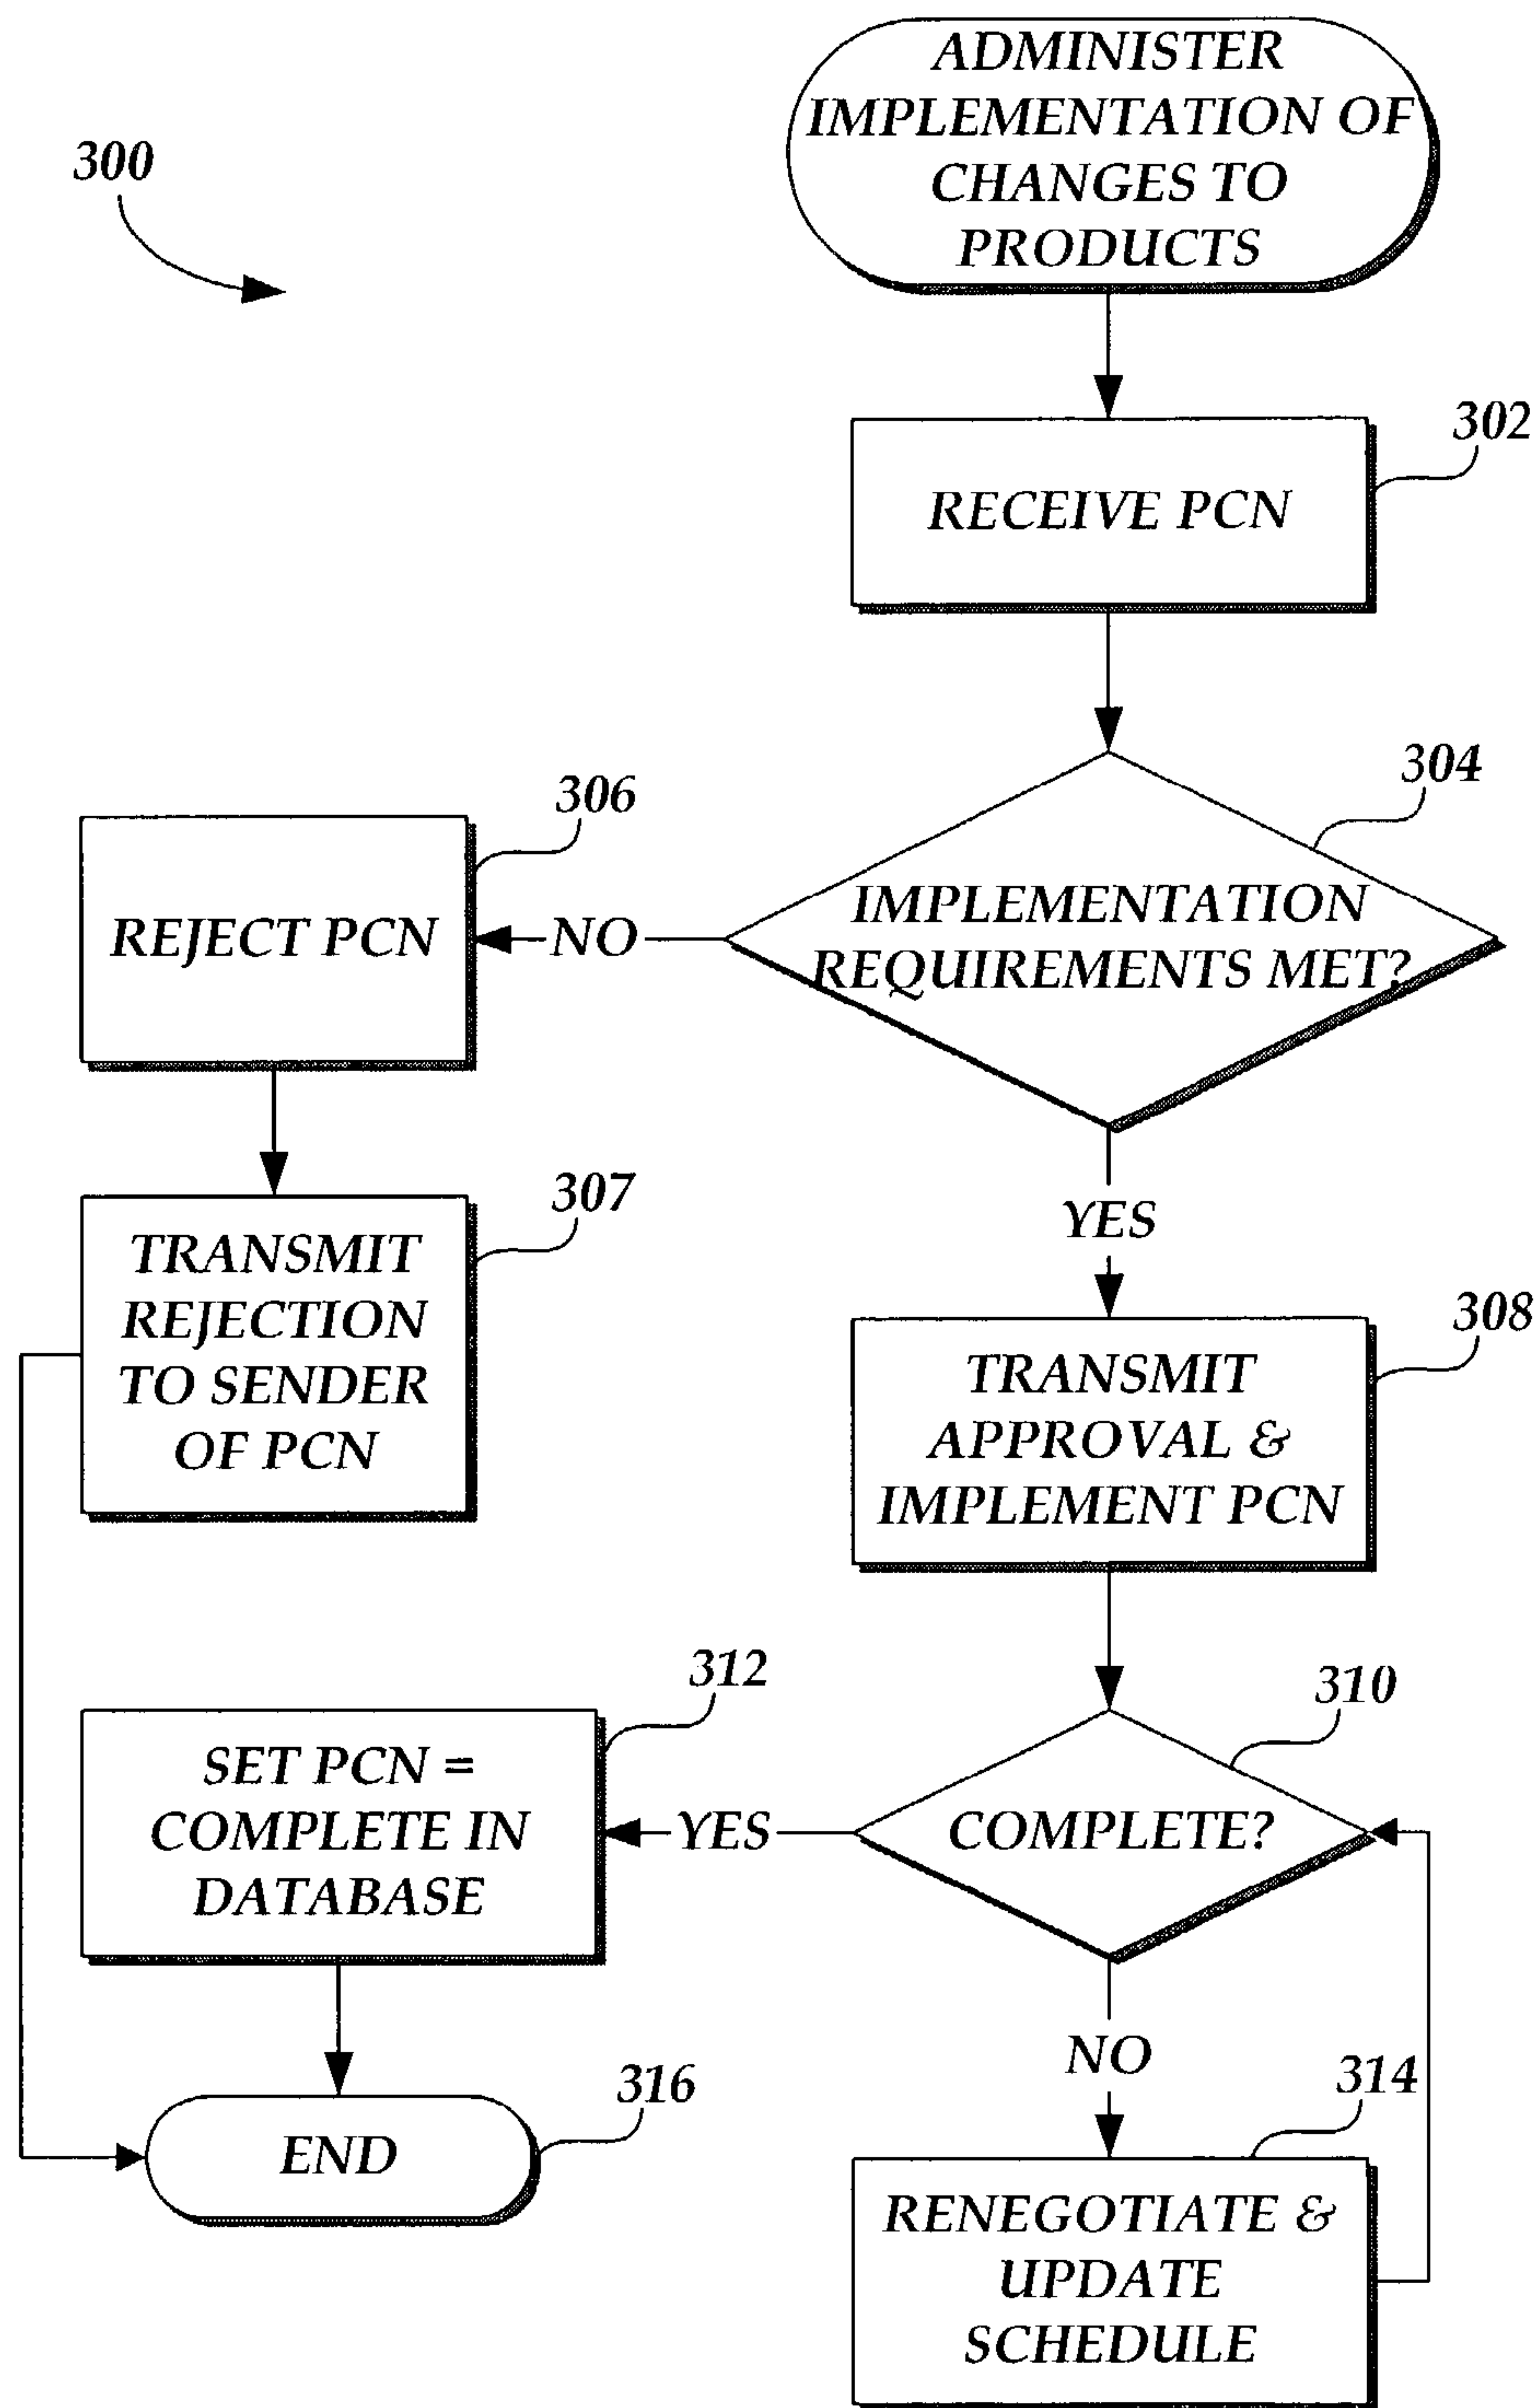 ADMINISTER
IMPLEMENTATION OF
CHANGES TO
PRODUCTS
300
302
RECEIVE PCN
304
IMPLEMENTATION
REQUIREMENTS MET?
NO
306
REJECT PCN
307
TRANSMIT
REJECTION
TO SENDER
OF PCN
YES
308
TRANSMIT
APPROVAL &
IMPLEMENT PCN
310
COMPLETE?
YES
312
SET PCN =
COMPLETE IN
DATABASE
NO
314
RENEGOTIATE &
UPDATE
SCHEDULE
316
END